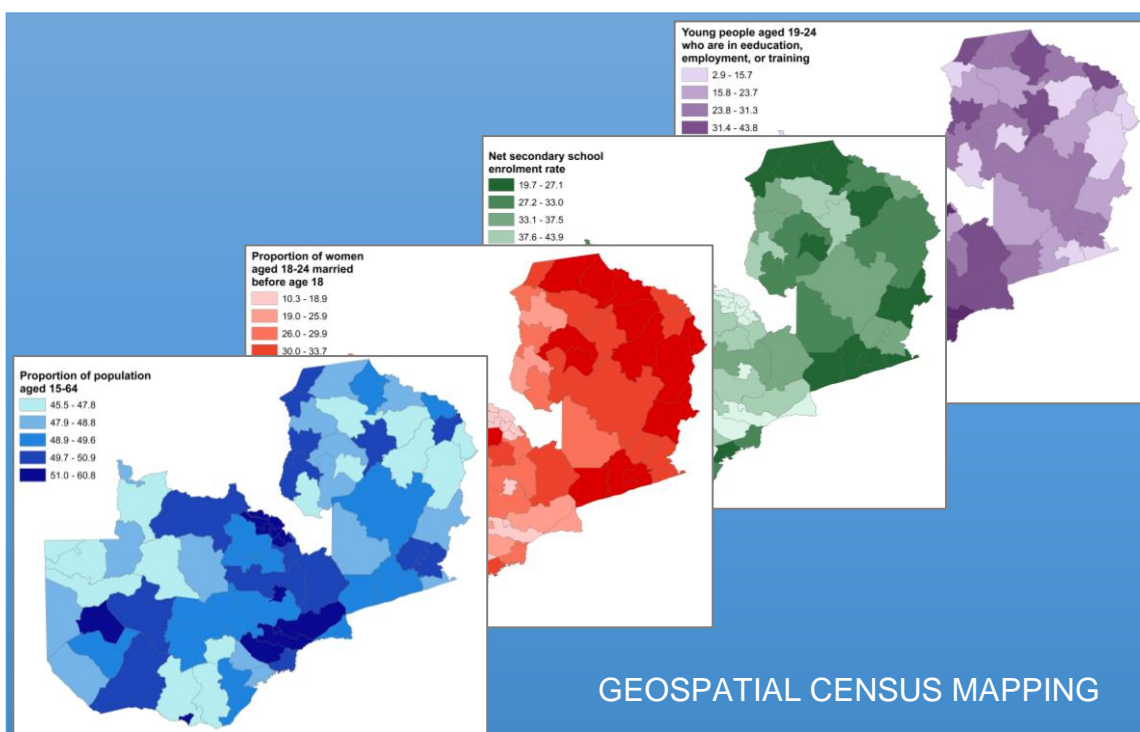 Young people aged 19-24
who are in eeducation,
employment, or training
2.9 - 15.7
15.8 - 23.7
23.8 - 31.3
31.4 - 43.8
Net secondary school
enrolment rate
19.7 - 27.1
27.2 - 33.0
33.1 - 37.5
37.6 - 43.9
Proportion of women
aged 18-24 married
before age 18
10.3 - 18.9
19.0 - 25.9
26.0 - 29.9
30.0 - 33.7
Proportion of population
aged 15-64
45.5 - 47.8
47.9 - 48.8
48.9 - 49.6
49.7 - 50.9
51.0 - 60.8
GEOSPATIAL CENSUS MAPPING